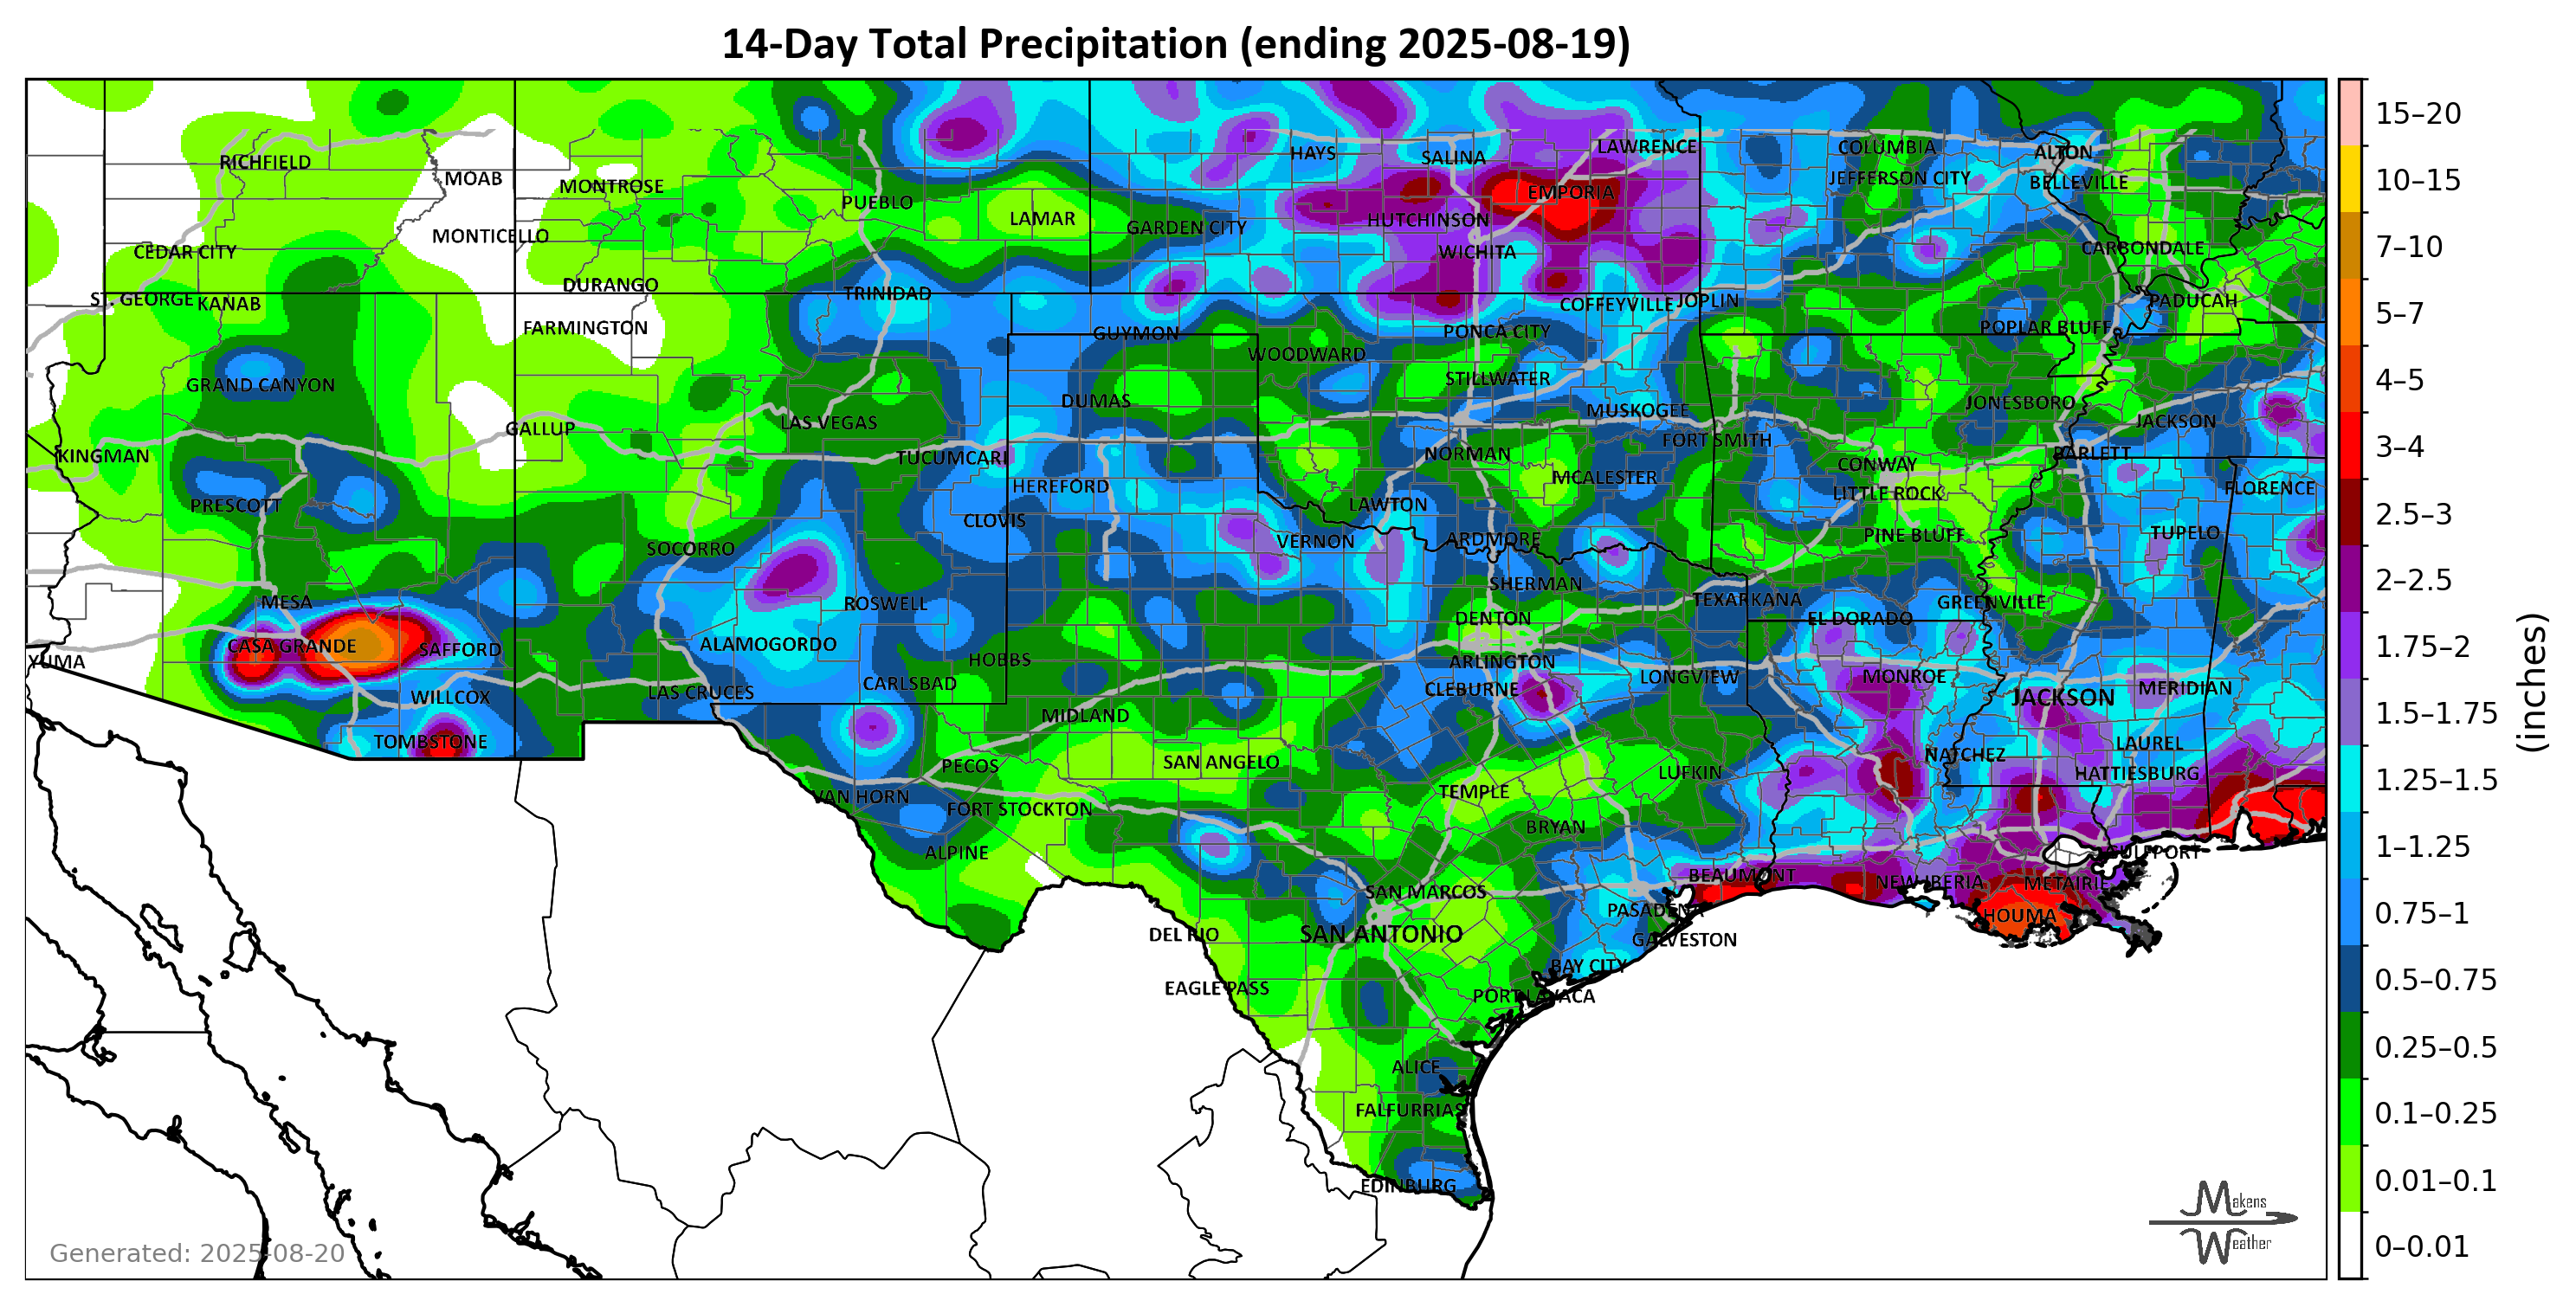 14-Day Total Precipitation (ending 2025-08-19)
RICHFIELD
MOAB
MONTROSE
PUEBLO
LAMAR
HAYS
SALINA
LAWRENCE
COLUMBIA
ALTON
JEFFERSON CITY
BELLEVILLE
EMPORIA
HUTCHINSON
GARDEN CITY
MONTICELLO
CEDAR CITY
WICHITA
CARBONDALE
DURANGO
TRINIDAD
ST. GEORGE
KANAB
COFFEYVILLE
JOPLIN
PADUCAH
FARMINGTON
GUYMON
PONCA CITY
POPLAR BLUFF
WOODWARD
GRAND CANYON
STILLWATER
DUMAS
MUSKOGEE
JONESBORO
JACKSON
LAS VEGAS
GALLUP
FORT SMITH
KINGMAN
TUCUMCARI
NORMAN
BARLETT
CONWAY
HEREFORD
MCALESTER
LITTLE ROCK
FLORENCE
PRESCOTT
LAWTON
CLOVIS
SOCORRO
VERNON
ARDMORE
PINE BLUFF
TUPELO
SHERMAN
MESA
ROSWELL
TEXARKANA
GREENVILLE
DENTON
EL DORADO
CASA GRANDE
SAFFORD
ALAMOGORDO
YUMA
HOBBS
ARLINGTON
LONGVIEW
MONROE
CARLSBAD
CLEBURNE
JACKSON
MERIDIAN
WILLCOX
LAS CRUCES
MIDLAND
TOMBSTONE
NATCHEZ
LAUREL
PECOS
SAN ANGELO
LUFKIN
HATTIESBURG
VAN HORN
FORT STOCKTON
TEMPLE
BRYAN
ALPINE
GULFPORT
BEAUMONT
NEW IBERIA
METAIRIE
SAN MARCOS
PASADENA
HOUMA
DEL RIO
SAN ANTONIO
GALVESTON
BAY CITY
EAGLE PASS
PORT LAVACA
ALICE
FALFURRIAS
EDINBURG
Generated: 2025-08-20
Makens
Weather
15–20
10–15
7–10
5–7
4–5
3–4
2.5–3
2–2.5
1.75–2
1.5–1.75
1.25–1.5
1–1.25
0.75–1
0.5–0.75
0.25–0.5
0.1–0.25
0.01–0.1
0–0.01
(inches)